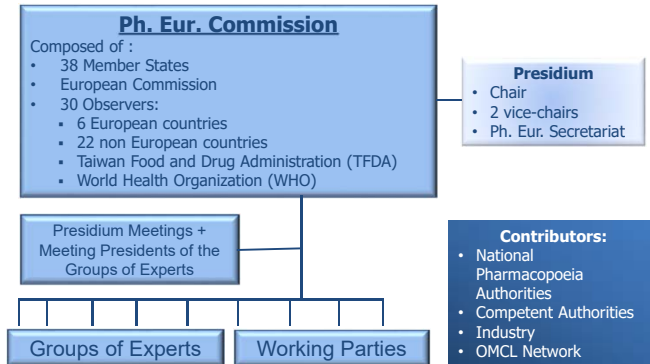 Ph. Eur. Commission
Composed of :
• 38 Member States
• European Commission
• 30 Observers:
▪ 6 European countries
▪ 22 non European countries
▪ Taiwan Food and Drug Administration (TFDA)
▪ World Health Organization (WHO)
Presidium
• Chair
• 2 vice-chairs
• Ph. Eur. Secretariat
Presidium Meetings +
Meeting Presidents of the
Groups of Experts
Contributors:
• National
Pharmacopoeia
Authorities
• Competent Authorities
• Industry
• OMCL Network
Groups of Experts
Working Parties